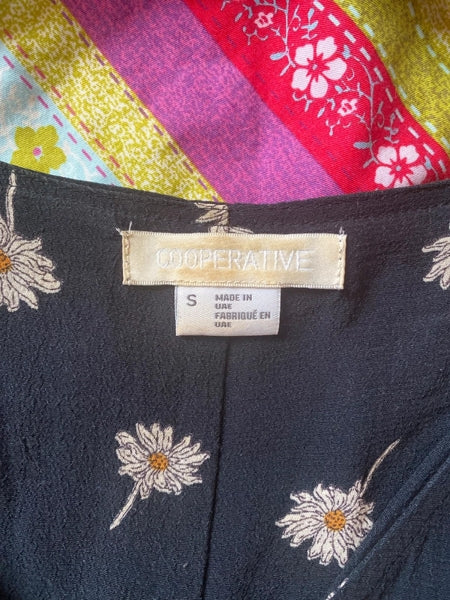 COOPERATIVE
S
MADE IN
UAE
FABRIQUÉ EN
UAE